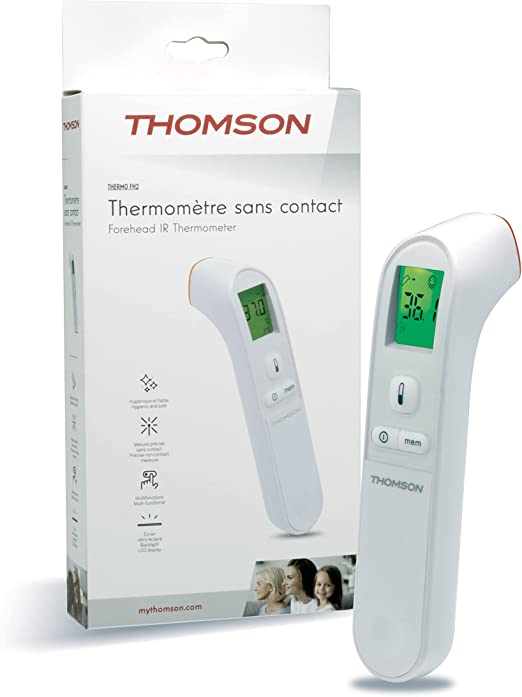 THOMSON
THERMO FH2
Thermomètre sans contact
Forehead IR Thermometer
37.0
mem
Hygiénique et fiable
Hygienic and safe
Mesure précise
sans contact
Precise non-contact
measure
Multifonctions
Multi-functional
Écran
rétro-éclairé
Backlight
LCD display
mythomson.com
36.1
mem
THOMSON